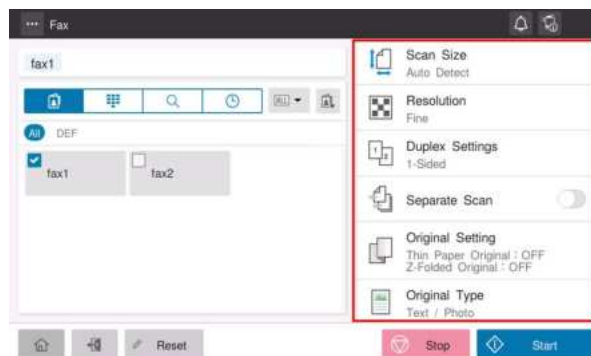 Fax
fax1
ALL
All DEF
fax1 fax2
Scan Size
Auto Detect
Resolution
Fine
Duplex Settings
1-Sided
Separate Scan
Original Setting
Thin Paper Original : OFF
Z-Folded Original : OFF
Original Type
Text / Photo
Reset
Stop
Start